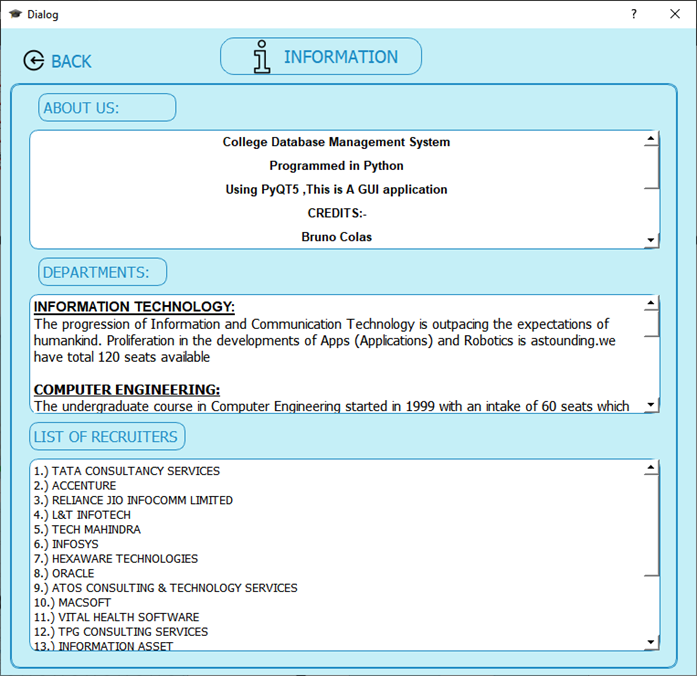 Dialog
?
BACK
INFORMATION
ABOUT US:
College Database Management System
Programmed in Python
Using PyQT5 ,This is A GUI application
CREDITS:-
Bruno Colas
DEPARTMENTS:
INFORMATION TECHNOLOGY:
The progression of Information and Communication Technology is outpacing the expectations of
humankind. Proliferation in the developments of Apps (Applications) and Robotics is astounding.we
have total 120 seats available
COMPUTER ENGINEERING:
The undergraduate course in Computer Engineering started in 1999 with an intake of 60 seats which
LIST OF RECRUITERS
1.) TATA CONSULTANCY SERVICES
2.) ACCENTURE
3.) RELIANCE JIO INFOCOMM LIMITED
4.) L&T INFOTECH
5.) TECH MAHINDRA
6.) INFOSYS
7.) HEXAWARE TECHNOLOGIES
8.) ORACLE
9.) ATOS CONSULTING & TECHNOLOGY SERVICES
10.) MACSOFT
11.) VITAL HEALTH SOFTWARE
12.) TPG CONSULTING SERVICES
13.) INFORMATION ASSET